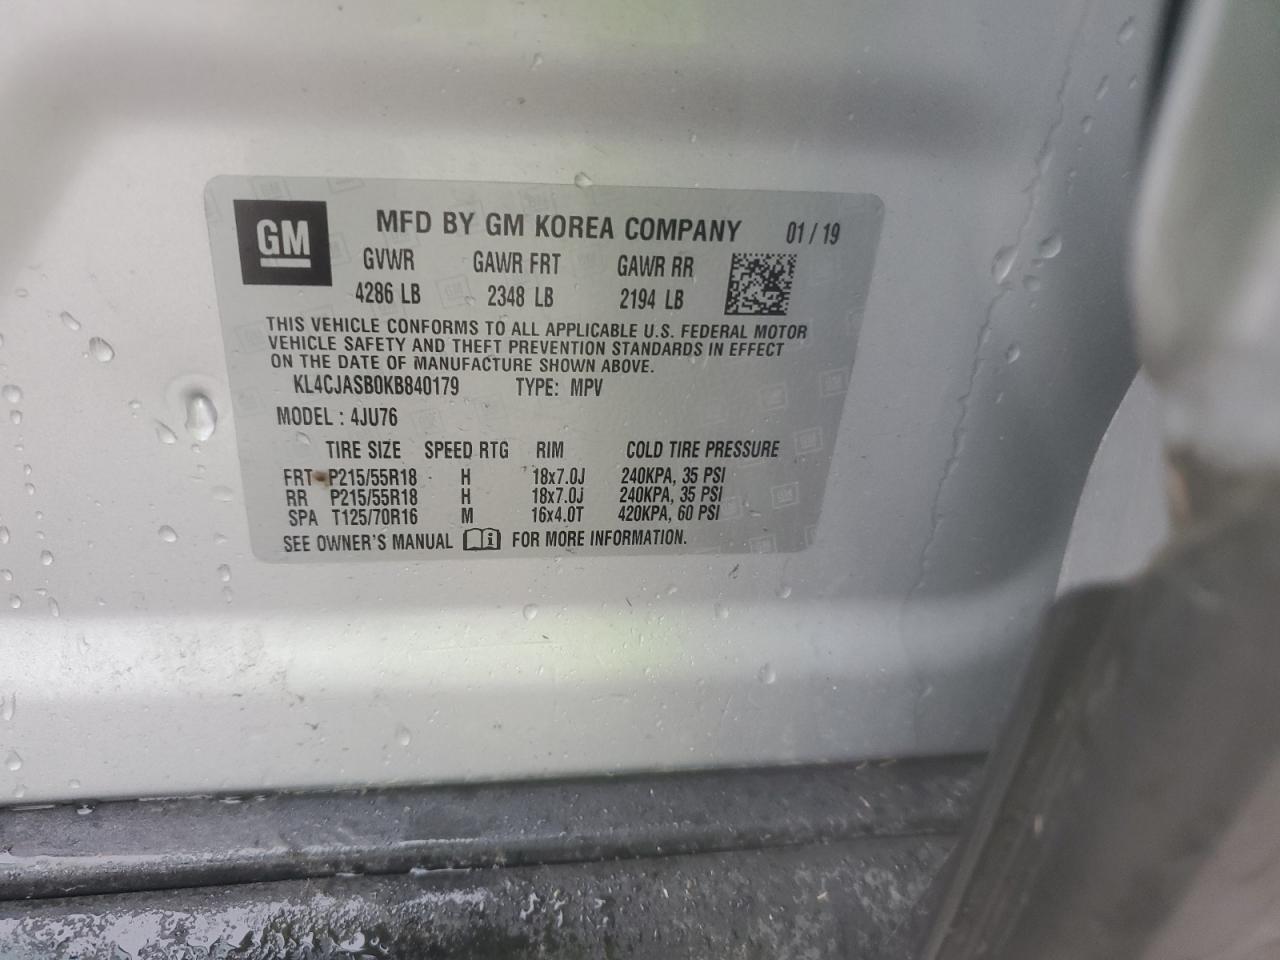 GM MFD BY GM KOREA COMPANY 01 / 19
GVWR GAWR FRT GAWR RR
4286 LB 2348 LB 2194 LB
THIS VEHICLE CONFORMS TO ALL APPLICABLE U.S. FEDERAL MOTOR
VEHICLE SAFETY AND THEFT PREVENTION STANDARDS IN EFFECT
ON THE DATE OF MANUFACTURE SHOWN ABOVE.
KL4CJASB0KB840179 TYPE: MPV
MODEL : 4JU76
TIRE SIZE SPEED RTG RIM COLD TIRE PRESSURE
FRT P215/55R18 H 18x7.0J 240KPA, 35 PSI
RR P215/55R18 H 18x7.0J 240KPA, 35 PSI
SPA T125/70R16 M 16x4.0T 420KPA, 60 PSI
SEE OWNER'S MANUAL i FOR MORE INFORMATION.